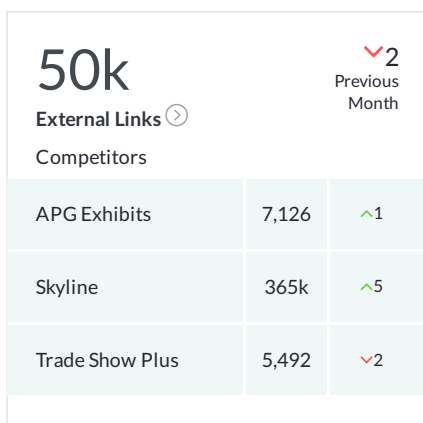 50k
2
External Links
Previous
Month
Competitors
APG Exhibits 7,126 1
Skyline 365k 5
Trade Show Plus 5,492 2